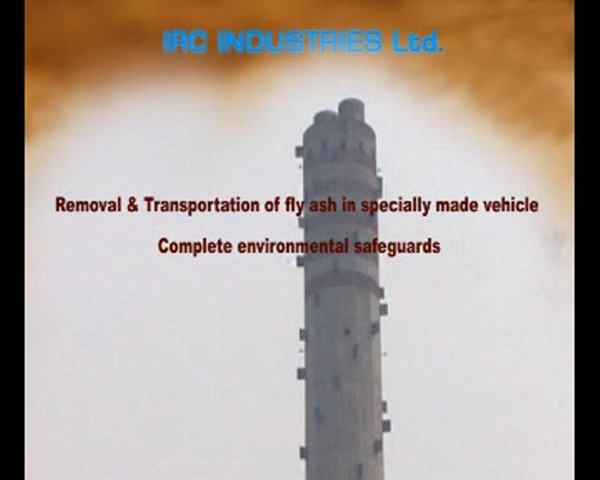 IRC INDUSTRIES Ltd.
Removal & Transportation of fly ash in specially made vehicle
Complete environmental safeguards